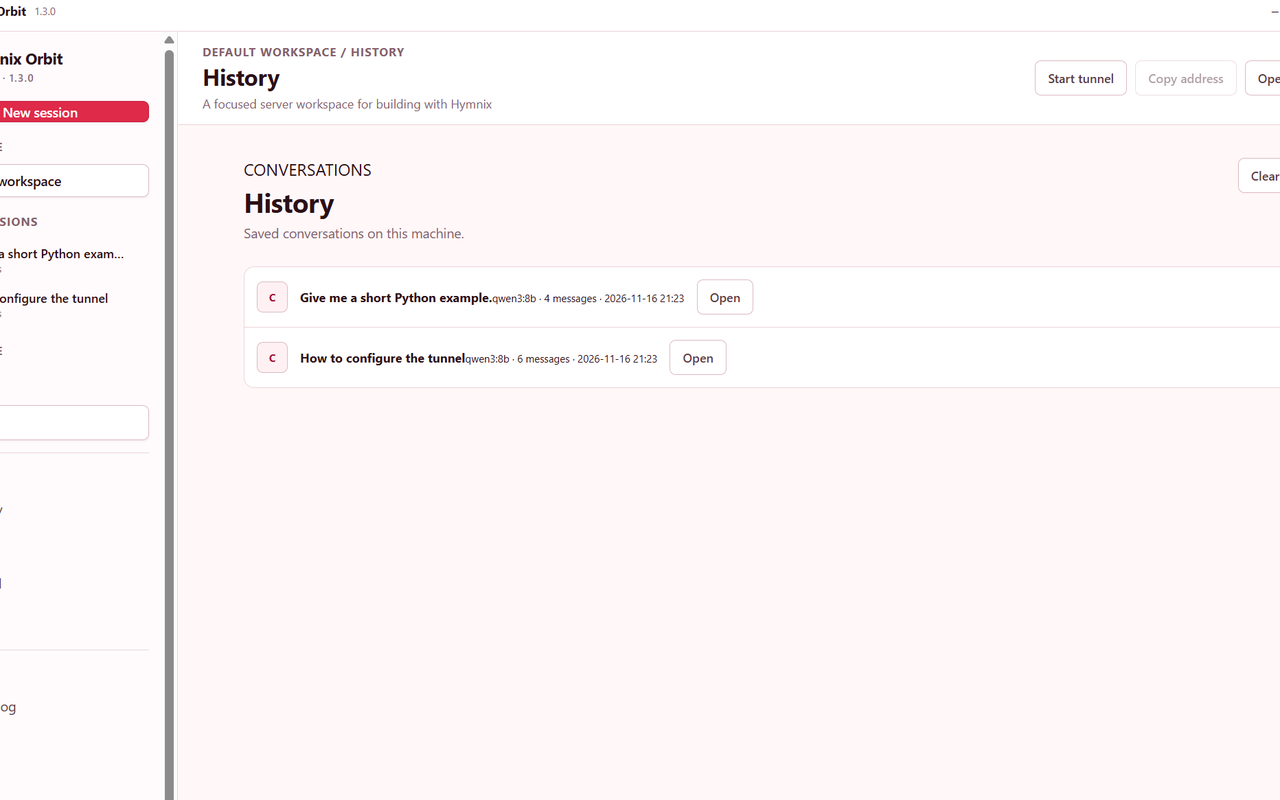 Orbit 1.3.0
nix Orbit
· 1.3.0
New session
E
workspace
SIONS
a short Python exam...
s
onfigure the tunnel
s
E
y
l
og
DEFAULT WORKSPACE / HISTORY
History
A focused server workspace for building with Hymnix
Start tunnel
Copy address
Ope
CONVERSATIONS
History
Saved conversations on this machine.
Clear
C Give me a short Python example.qwen3:8b · 4 messages · 2026-11-16 21:23 Open
C How to configure the tunnelqwen3:8b · 6 messages · 2026-11-16 21:23 Open